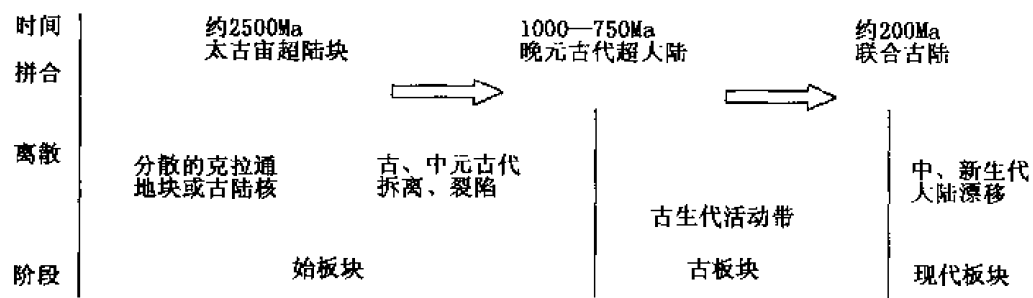 时间 约2500Ma 1000—750Ma 约200Ma
太古宙超陆块 晚元古代超大陆 联合古陆
拼合
离散 分散的克拉通 古、中元古代 中、新生代
地块或古陆核 拆离、裂陷 大陆漂移
古生代活动带
阶段 始板块 古板块 现代板块